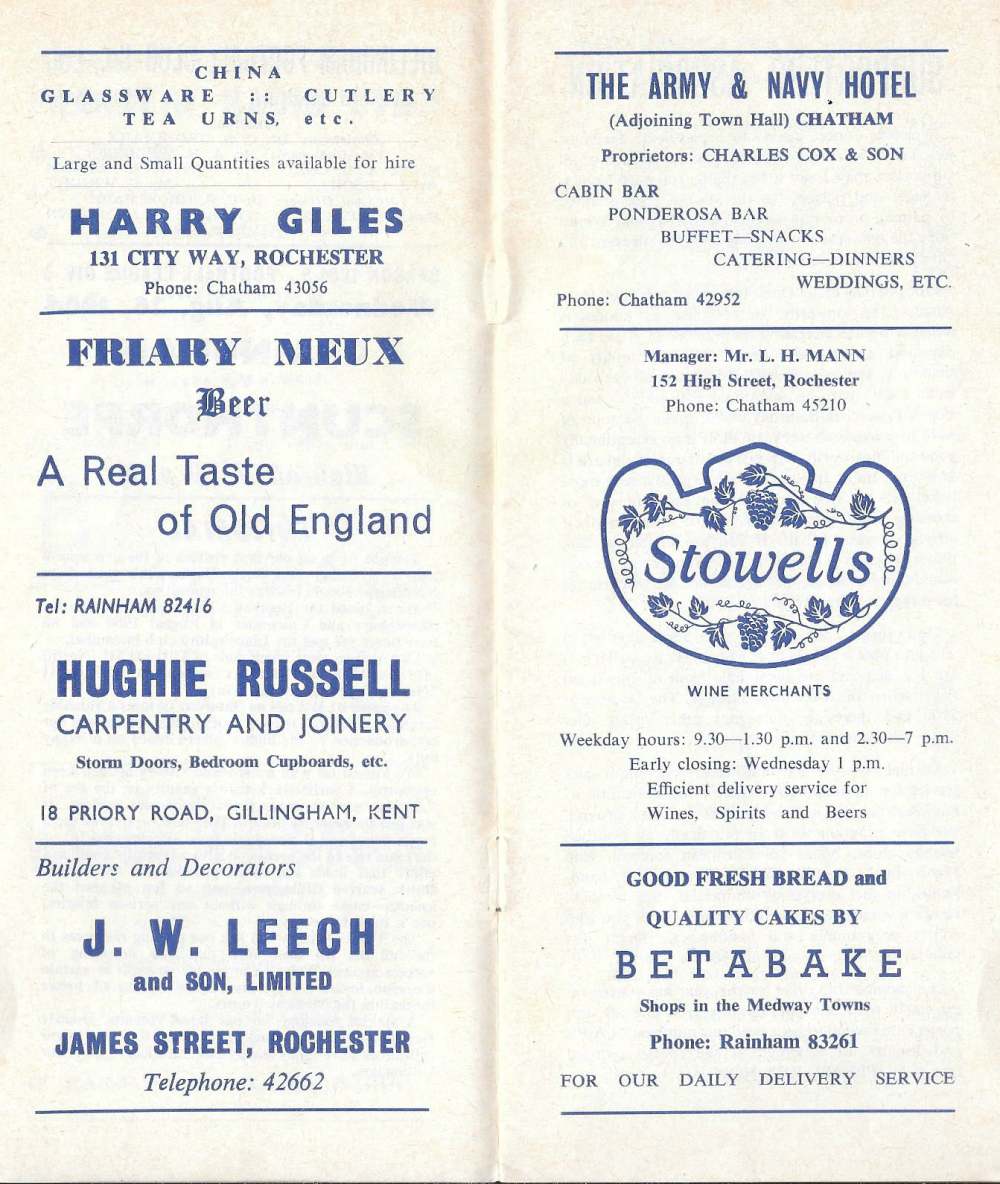 CHINA
GLASSWARE :: CUTLERY
TEA URNS, etc.
Large and Small Quantities available for hire
HARRY GILES
131 CITY WAY, ROCHESTER
Phone: Chatham 43056
FRIARY MEUX
Beer
A Real Taste
of Old England
Tel: RAINHAM 82416
HUGHIE RUSSELL
CARPENTRY AND JOINERY
Storm Doors, Bedroom Cupboards, etc.
18 PRIORY ROAD, GILLINGHAM, KENT
Builders and Decorators
J. W. LEECH
and SON, LIMITED
JAMES STREET, ROCHESTER
Telephone: 42662
THE ARMY & NAVY HOTEL
(Adjoining Town Hall) CHATHAM
Proprietors: CHARLES COX & SON
CABIN BAR
PONDEROSA BAR
BUFFET—SNACKS
CATERING—DINNERS
WEDDINGS, ETC.
Phone: Chatham 42952
Manager: Mr. L. H. MANN
152 High Street, Rochester
Phone: Chatham 45210
Stowells
WINE MERCHANTS
Weekday hours: 9.30—1.30 p.m. and 2.30—7 p.m.
Early closing: Wednesday 1 p.m.
Efficient delivery service for
Wines, Spirits and Beers
GOOD FRESH BREAD and
QUALITY CAKES BY
BETABAKE
Shops in the Medway Towns
Phone: Rainham 83261
FOR OUR DAILY DELIVERY SERVICE